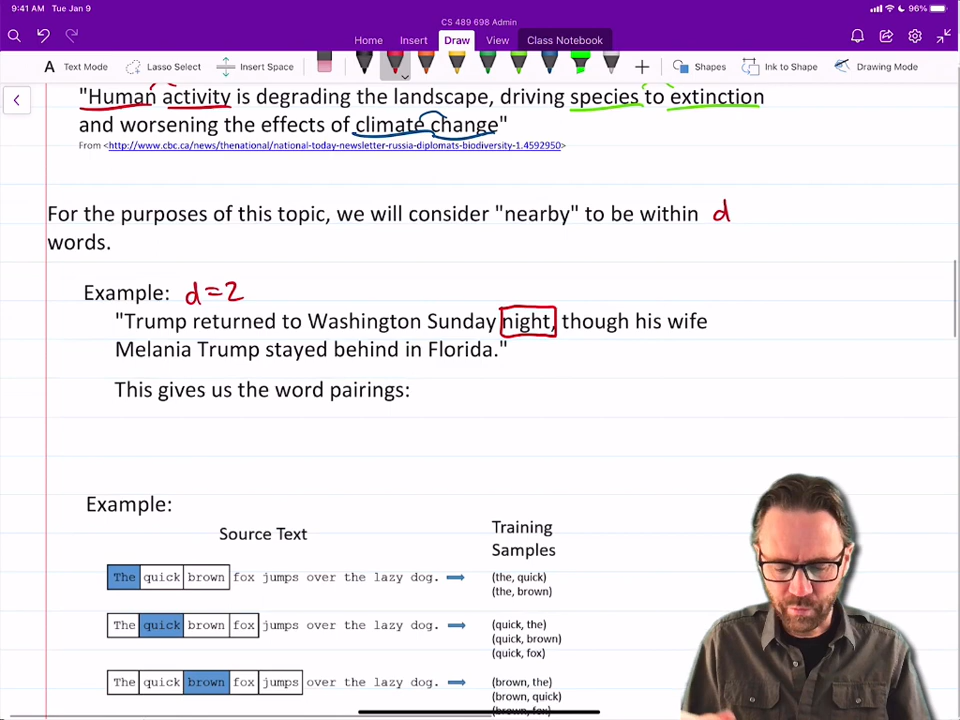 9:41 AM Tue Jan 9
96%
CS 489 698 Admin
Home Insert Draw View Class Notebook
A Text Mode Lasso Select Insert Space Shapes Ink to Shape Drawing Mode
"Human activity is degrading the landscape, driving species to extinction
and worsening the effects of climate change"
From <http://www.cbc.ca/news/thenational/national-today-newsletter-russia-diplomats-biodiversity-1.4592950>
For the purposes of this topic, we will consider "nearby" to be within d
words.
Example: d=2
"Trump returned to Washington Sunday night, though his wife
Melania Trump stayed behind in Florida."
This gives us the word pairings:
Example:
Source Text
Training
Samples
The quick brown fox jumps over the lazy dog.
(the, quick)
(the, brown)
The quick brown fox jumps over the lazy dog.
(quick, the)
(quick, brown)
(quick, fox)
The quick brown fox jumps over the lazy dog.
(brown, the)
(brown, quick)
(brown, fox)